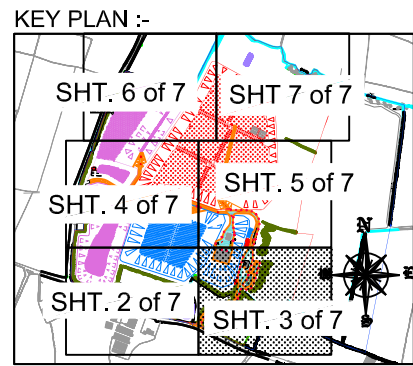 KEY PLAN :-
SHT. 6 of 7
SHT. 7 of 7
SHT. 5 of 7
SHT. 4 of 7
SHT. 2 of 7
SHT. 3 of 7
N